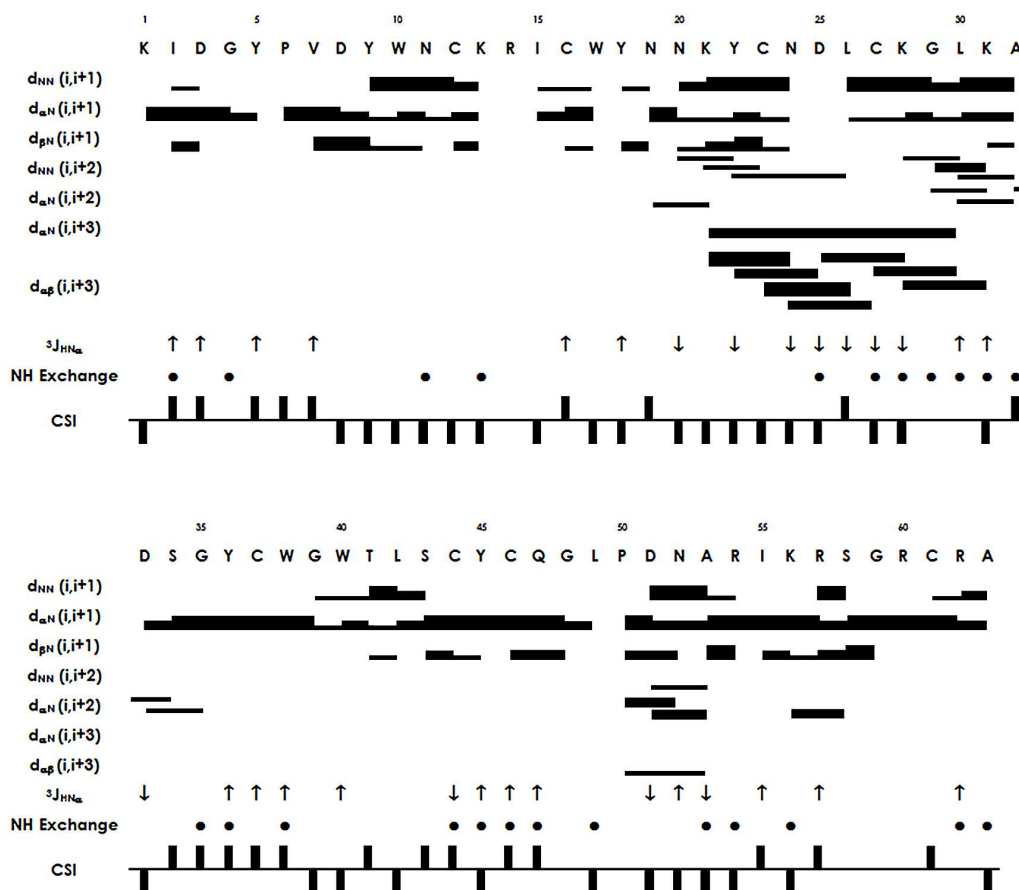 1 5 10 15 20 25 30
K I D G Y P V D Y W N C K R I C W Y N N K Y C N D L C K G L K A
dNN (i,i+1)
dαN (i,i+1)
dβN (i,i+1)
dNN (i,i+2)
dαN (i,i+2)
dαN (i,i+3)
dαβ (i,i+3)
³JHNα ↑ ↑ ↑ ↑ ↑ ↑ ↓ ↓ ↓ ↓ ↓ ↓ ↓ ↑ ↑
NH Exchange
CSI
35 40 45 50 55 60
D S G Y C W G W T L S C Y C Q G L P D N A R I K R S G R C R A
dNN (i,i+1)
dαN (i,i+1)
dβN (i,i+1)
dNN (i,i+2)
dαN (i,i+2)
dαN (i,i+3)
dαβ (i,i+3)
³JHNα ↓ ↑ ↑ ↑ ↑ ↓ ↑ ↑ ↑ ↓ ↑ ↓ ↑ ↑ ↑
NH Exchange
CSI